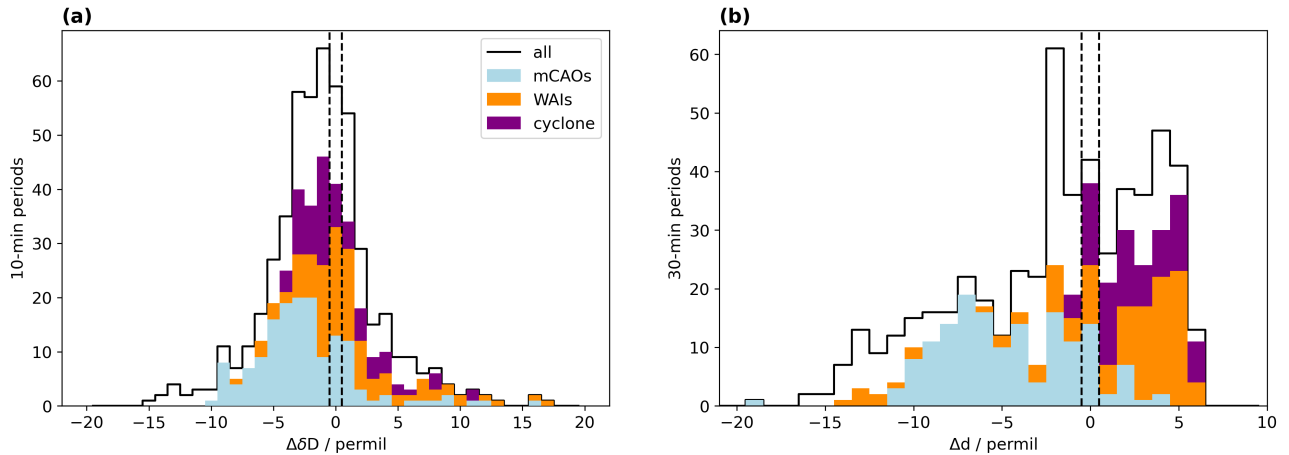 (a)
10-min periods
60
50
40
30
20
10
0
−20 −15 −10 −5 0 5 10 15 20
ΔδD / permil
all
mCAOs
WAIs
cyclone
(b)
30-min periods
60
50
40
30
20
10
0
−20 −15 −10 −5 0 5 10
Δd / permil